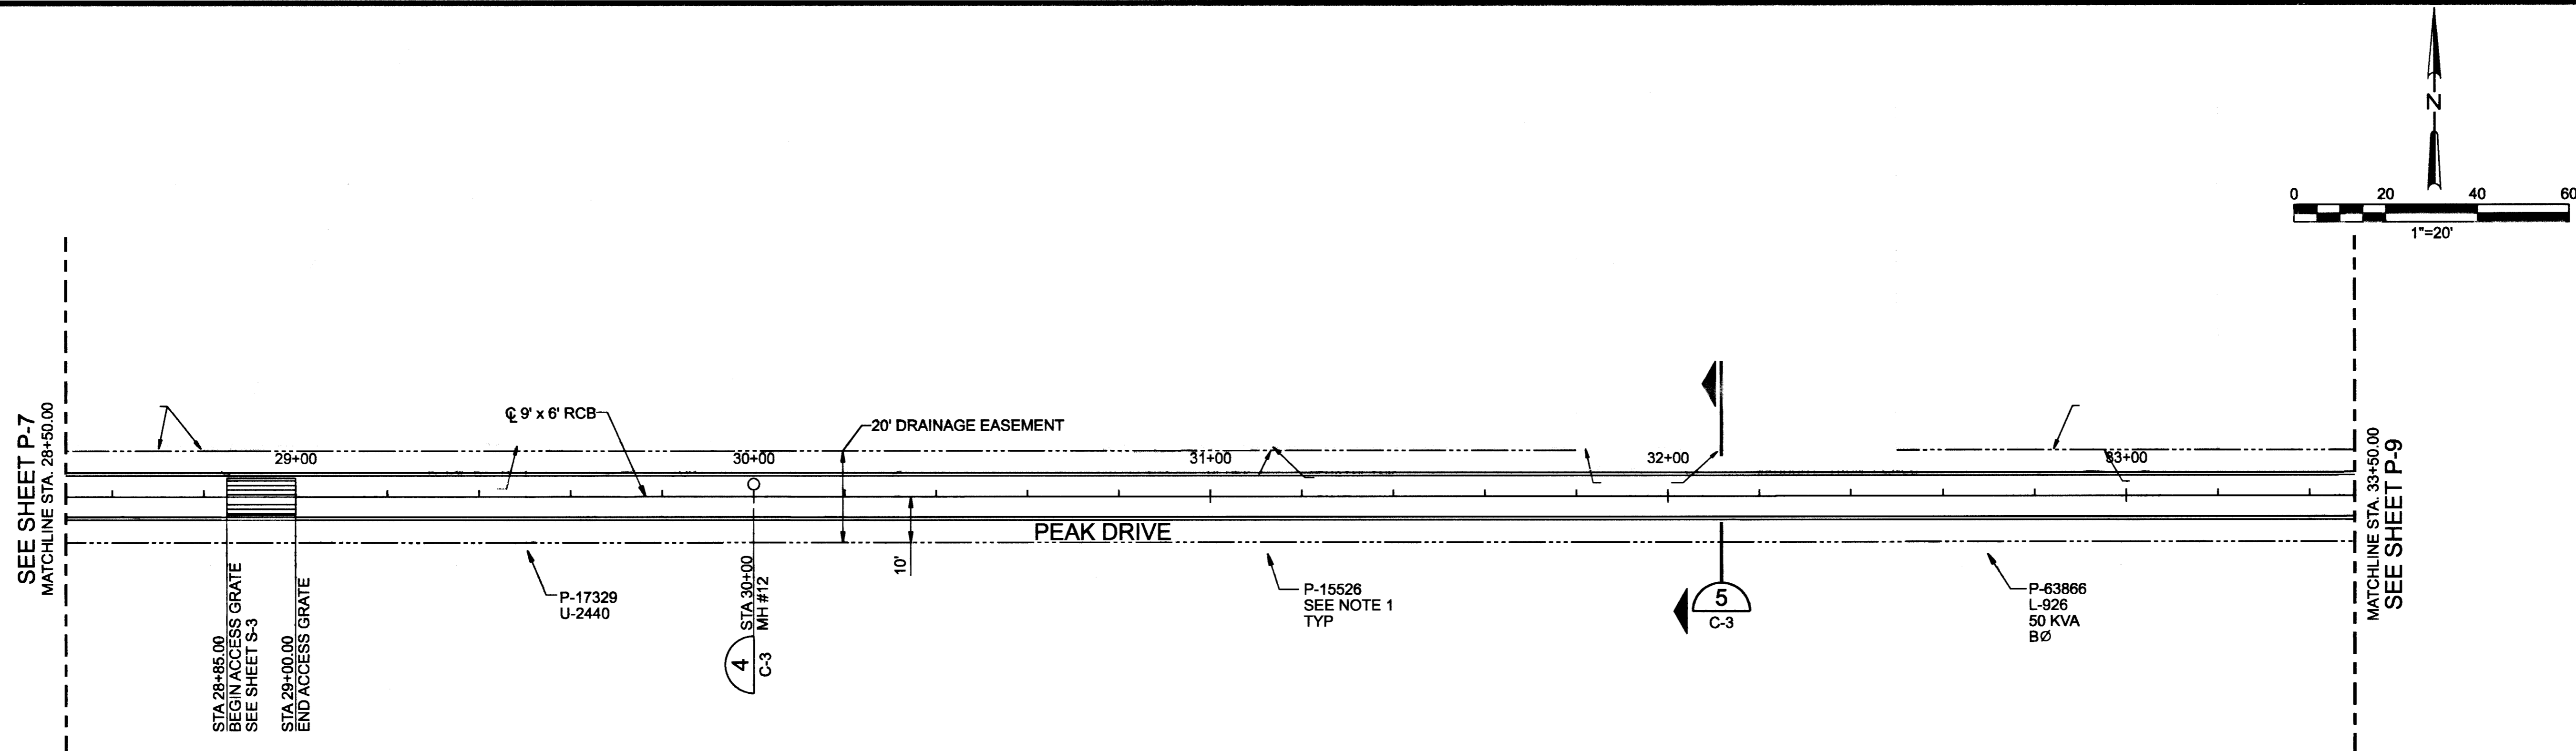 N
0 20 40 60
1"=20'
SEE SHEET P-7
MATCHLINE STA. 28+50.00
℄ 9' x 6' RCB
20' DRAINAGE EASEMENT
29+00
30+00
31+00
32+00
33+00
PEAK DRIVE
10'
P-17329
U-2440
STA 30+00
MH #12
4
C-3
P-15526
SEE NOTE 1
TYP
5
C-3
P-63866
L-926
50 KVA
BØ
STA 28+85.00
BEGIN ACCESS GRATE
SEE SHEET S-3
STA 29+00.00
END ACCESS GRATE
MATCHLINE STA. 33+50.00
SEE SHEET P-9